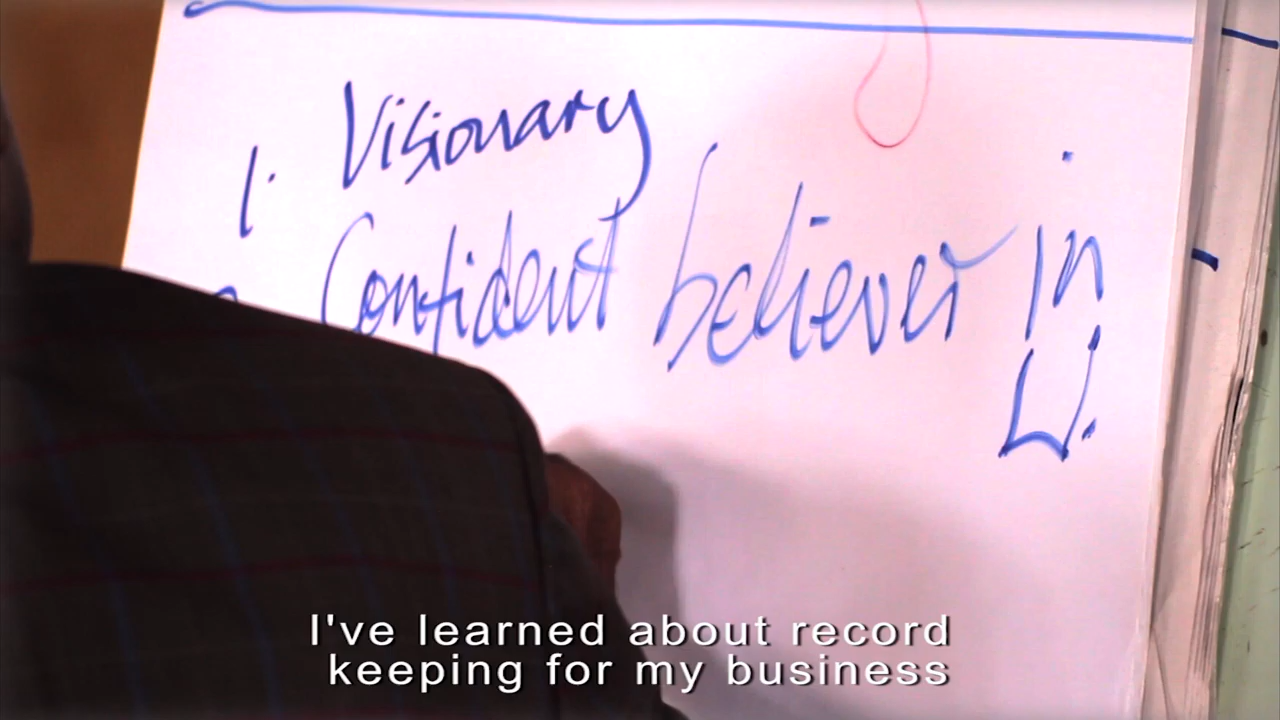 1. Visionary
Confident believer in
I've learned about record
keeping for my business